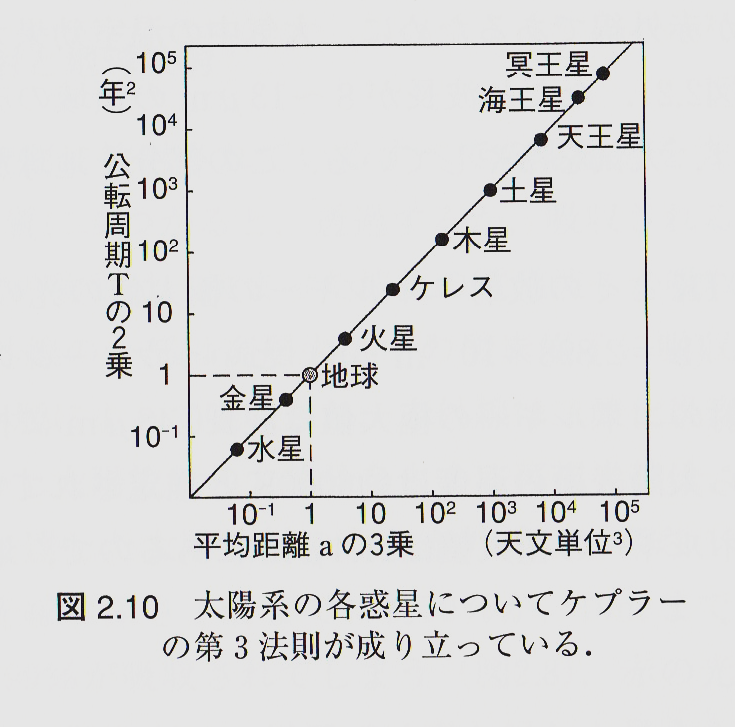 (年²) 公転周期Tの2乗
10⁵
10⁴
10³
10²
10
1
10⁻¹
冥王星
海王星
天王星
土星
木星
ケレス
火星
地球
金星
水星
10⁻¹ 1 10 10² 10³ 10⁴ 10⁵
平均距離aの3乗 (天文単位³)
図 2.10 太陽系の各惑星についてケプラー
の第3法則が成り立っている.